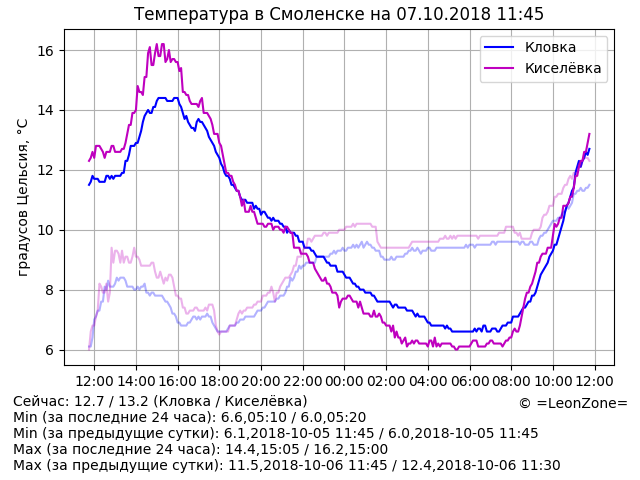 Температура в Смоленске на 07.10.2018 11:45
Кловка
Киселёвка
градусов Цельсия, °C
16
14
12
10
8
6
12:00 14:00 16:00 18:00 20:00 22:00 00:00 02:00 04:00 06:00 08:00 10:00 12:00
Сейчас: 12.7 / 13.2 (Кловка / Киселёвка)
© =LeonZone=
Min (за последние 24 часа): 6.6,05:10 / 6.0,05:20
Min (за предыдущие сутки): 6.1,2018-10-05 11:45 / 6.0,2018-10-05 11:45
Max (за последние 24 часа): 14.4,15:05 / 16.2,15:00
Max (за предыдущие сутки): 11.5,2018-10-06 11:45 / 12.4,2018-10-06 11:30